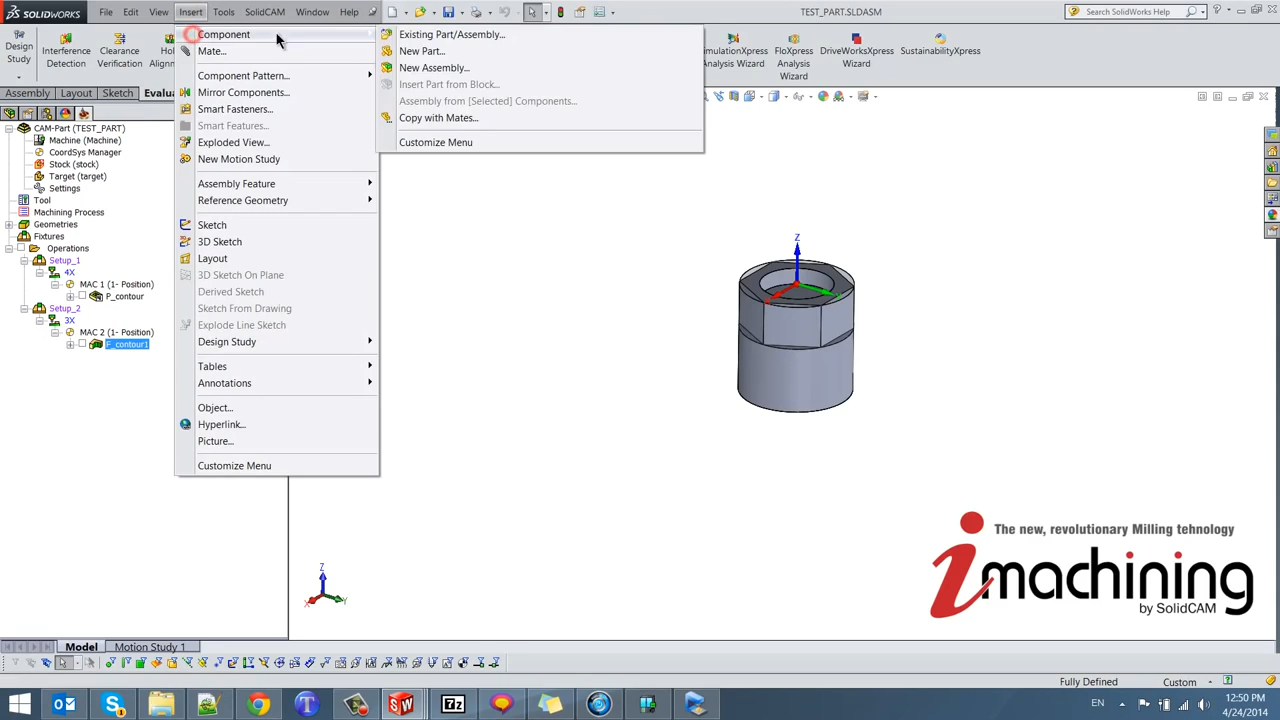 SOLIDWORKS
File Edit View Insert Tools SolidCAM Window Help
TEST_PART.SLDASM
Search SolidWorks Help
Design Study
Interference Detection
Clearance Verification
SimulationXpress Analysis Wizard
FloXpress Analysis Wizard
DriveWorksXpress Wizard
SustainabilityXpress
Assembly Layout Sketch
CAM-Part (TEST_PART)
Machine (Machine)
CoordSys Manager
Stock (stock)
Target (target)
Settings
Tool
Machining Process
Geometries
Fixtures
Operations
Setup_1
4X
MAC 1 (1- Position)
P_contour
Setup_2
3X
MAC 2 (1- Position)
F_contour1
Component
Mate...
Component Pattern...
Mirror Components...
Smart Fasteners...
Smart Features...
Exploded View...
New Motion Study
Assembly Feature
Reference Geometry
Sketch
3D Sketch
Layout
3D Sketch On Plane
Derived Sketch
Sketch From Drawing
Explode Line Sketch
Design Study
Tables
Annotations
Object...
Hyperlink...
Picture...
Customize Menu
Existing Part/Assembly...
New Part...
New Assembly...
Insert Part from Block...
Assembly from [Selected] Components...
Copy with Mates...
Customize Menu
Z
Z
X
Y
The new, revolutionary Milling tehnology
imachining
by SolidCAM
Model Motion Study 1
Fully Defined
Custom
EN
12:50 PM
4/24/2014